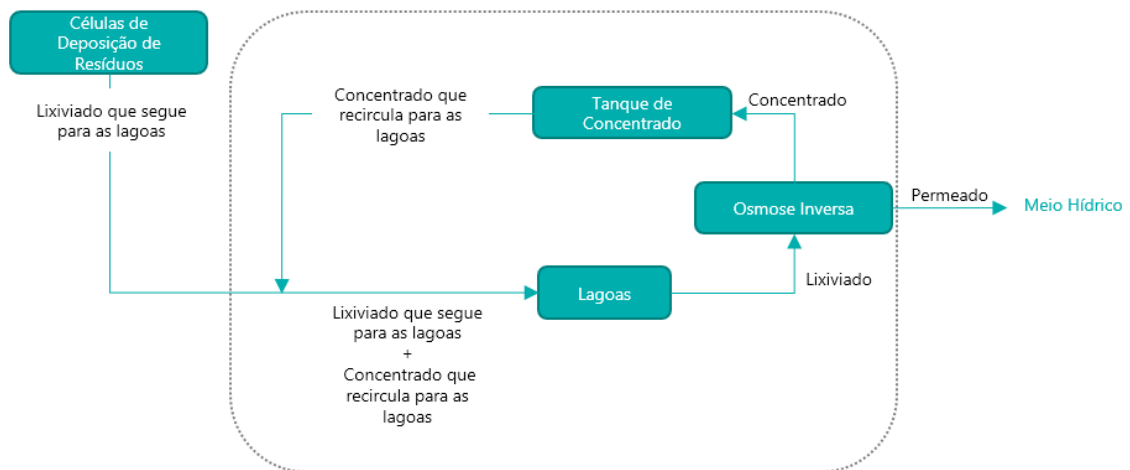 Células de
Deposição de
Resíduos
Lixiviado que segue
para as lagoas
Concentrado que
recircula para as
lagoas
Tanque de
Concentrado
Concentrado
Osmose Inversa
Permeado
Meio Hídrico
Lixiviado
Lagoas
Lixiviado que segue
para as lagoas
+
Concentrado que
recircula para as
lagoas